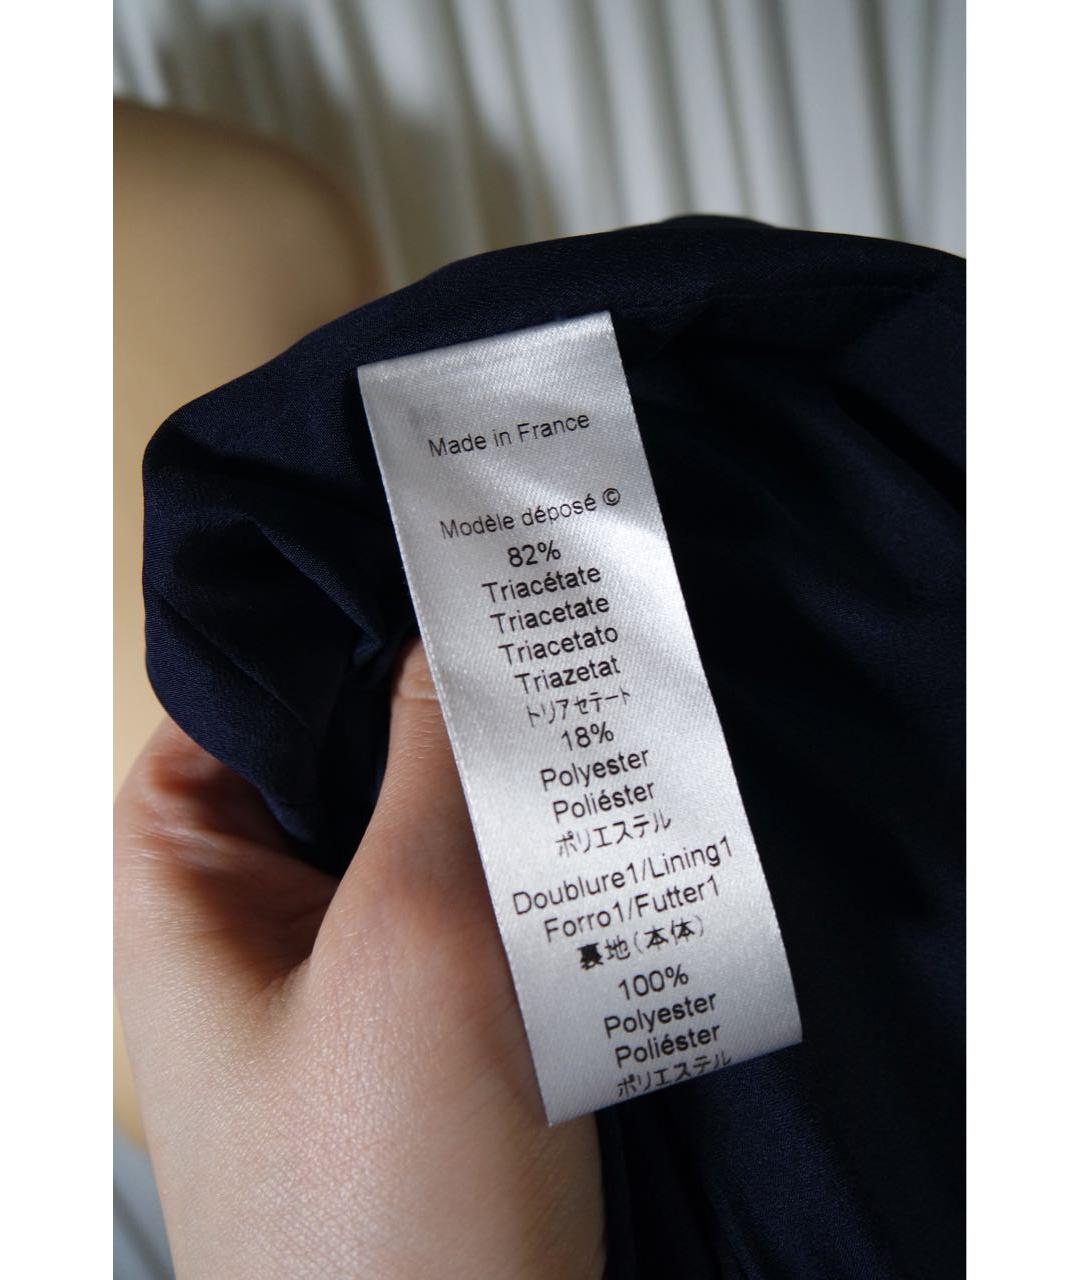 Made in France
Modèle déposé ©
82%
Triacétate
Triacetate
Triacetato
Triazetat
トリアセテート
18%
Polyester
Poliéster
ポリエステル
Doublure1/Lining1
Forro1/Futter1
裏地(本体)
100%
Polyester
Poliéster
ポリエステル